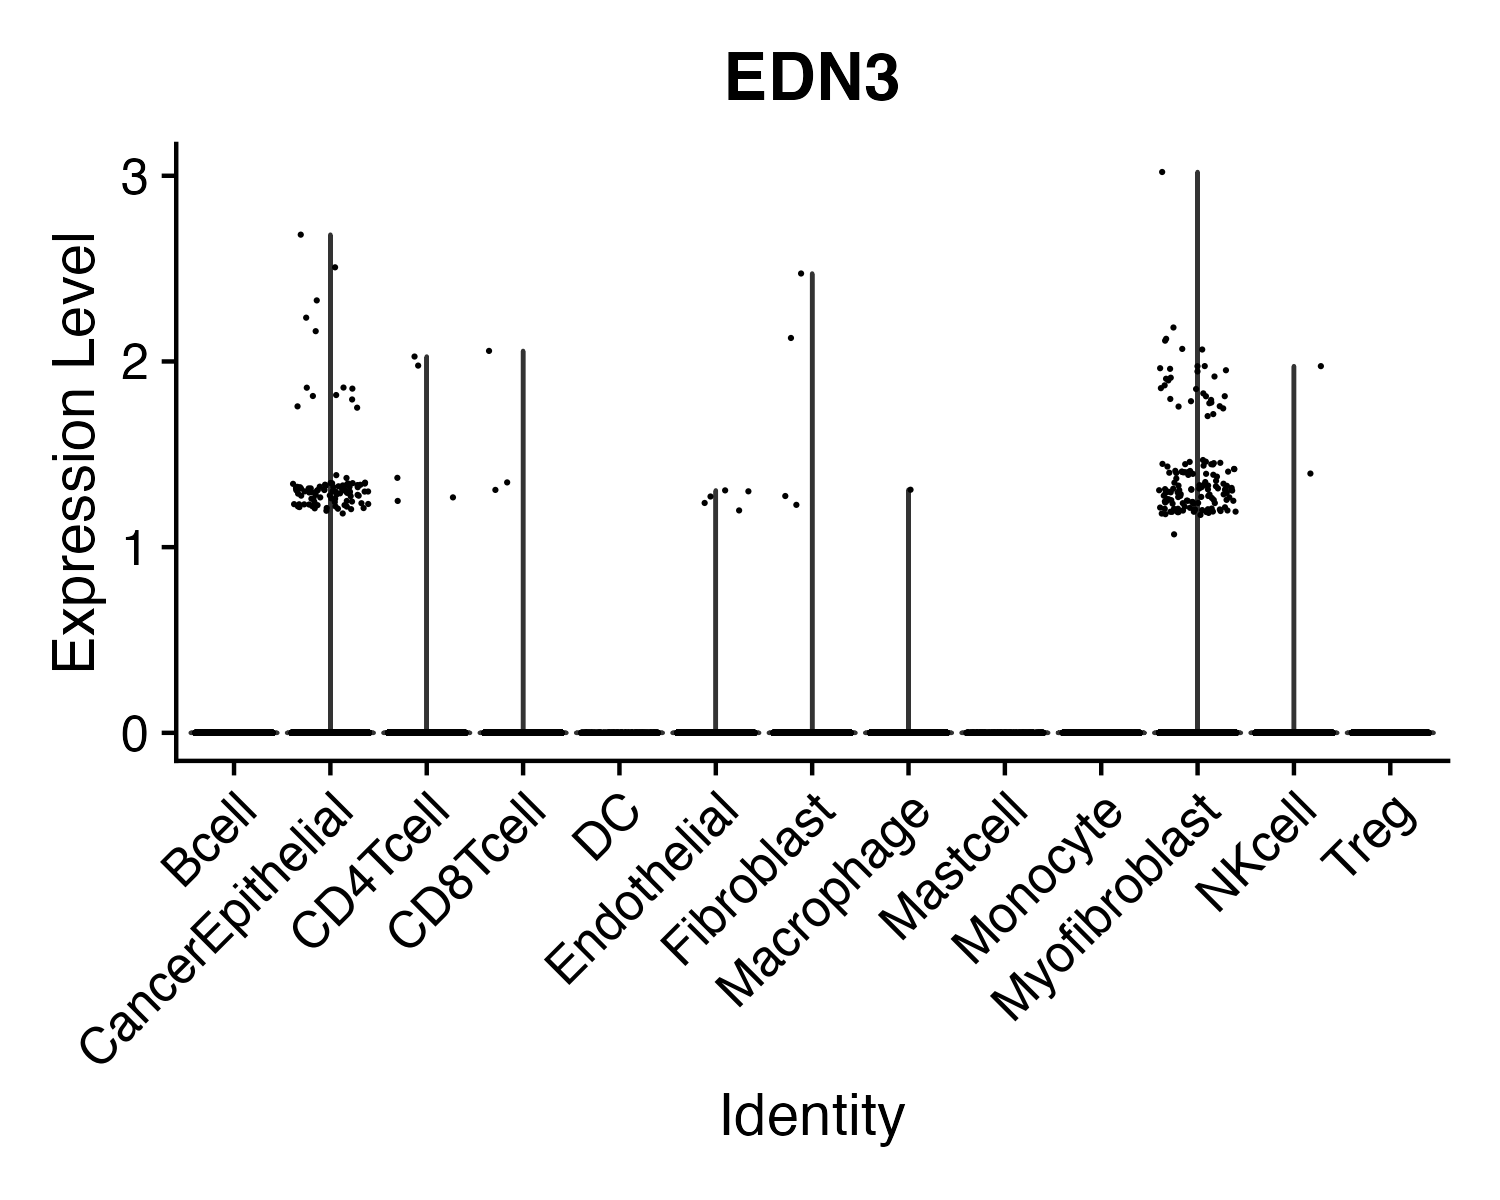 EDN3
Expression Level
3
2
1
0
Bcell
CancerEpithelial
CD4Tcell
CD8Tcell
DC
Endothelial
Fibroblast
Macrophage
Mastcell
Monocyte
Myofibroblast
NKcell
Treg
Identity